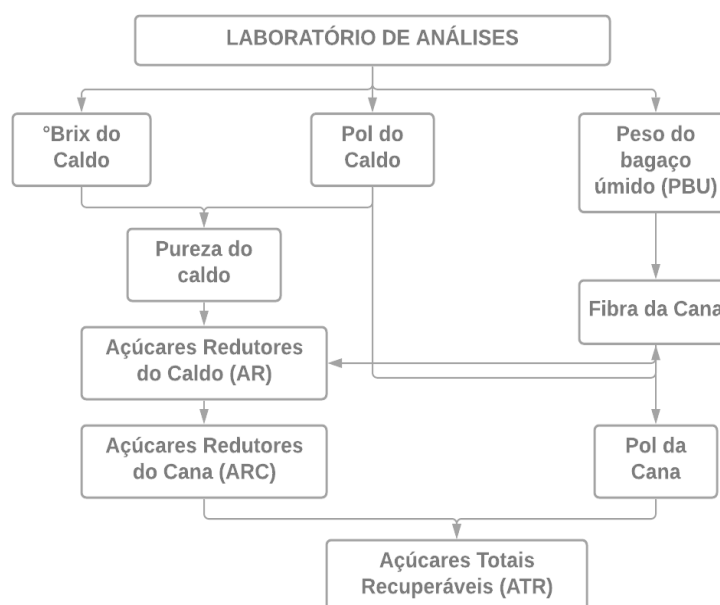 LABORATÓRIO DE ANÁLISES
°Brix do
Caldo
Pol do
Caldo
Peso do
bagaço
úmido (PBU)
Pureza do
caldo
Fibra da Cana
Açúcares Redutores
do Caldo (AR)
Açúcares Redutores
do Cana (ARC)
Pol da
Cana
Açúcares Totais
Recuperáveis (ATR)